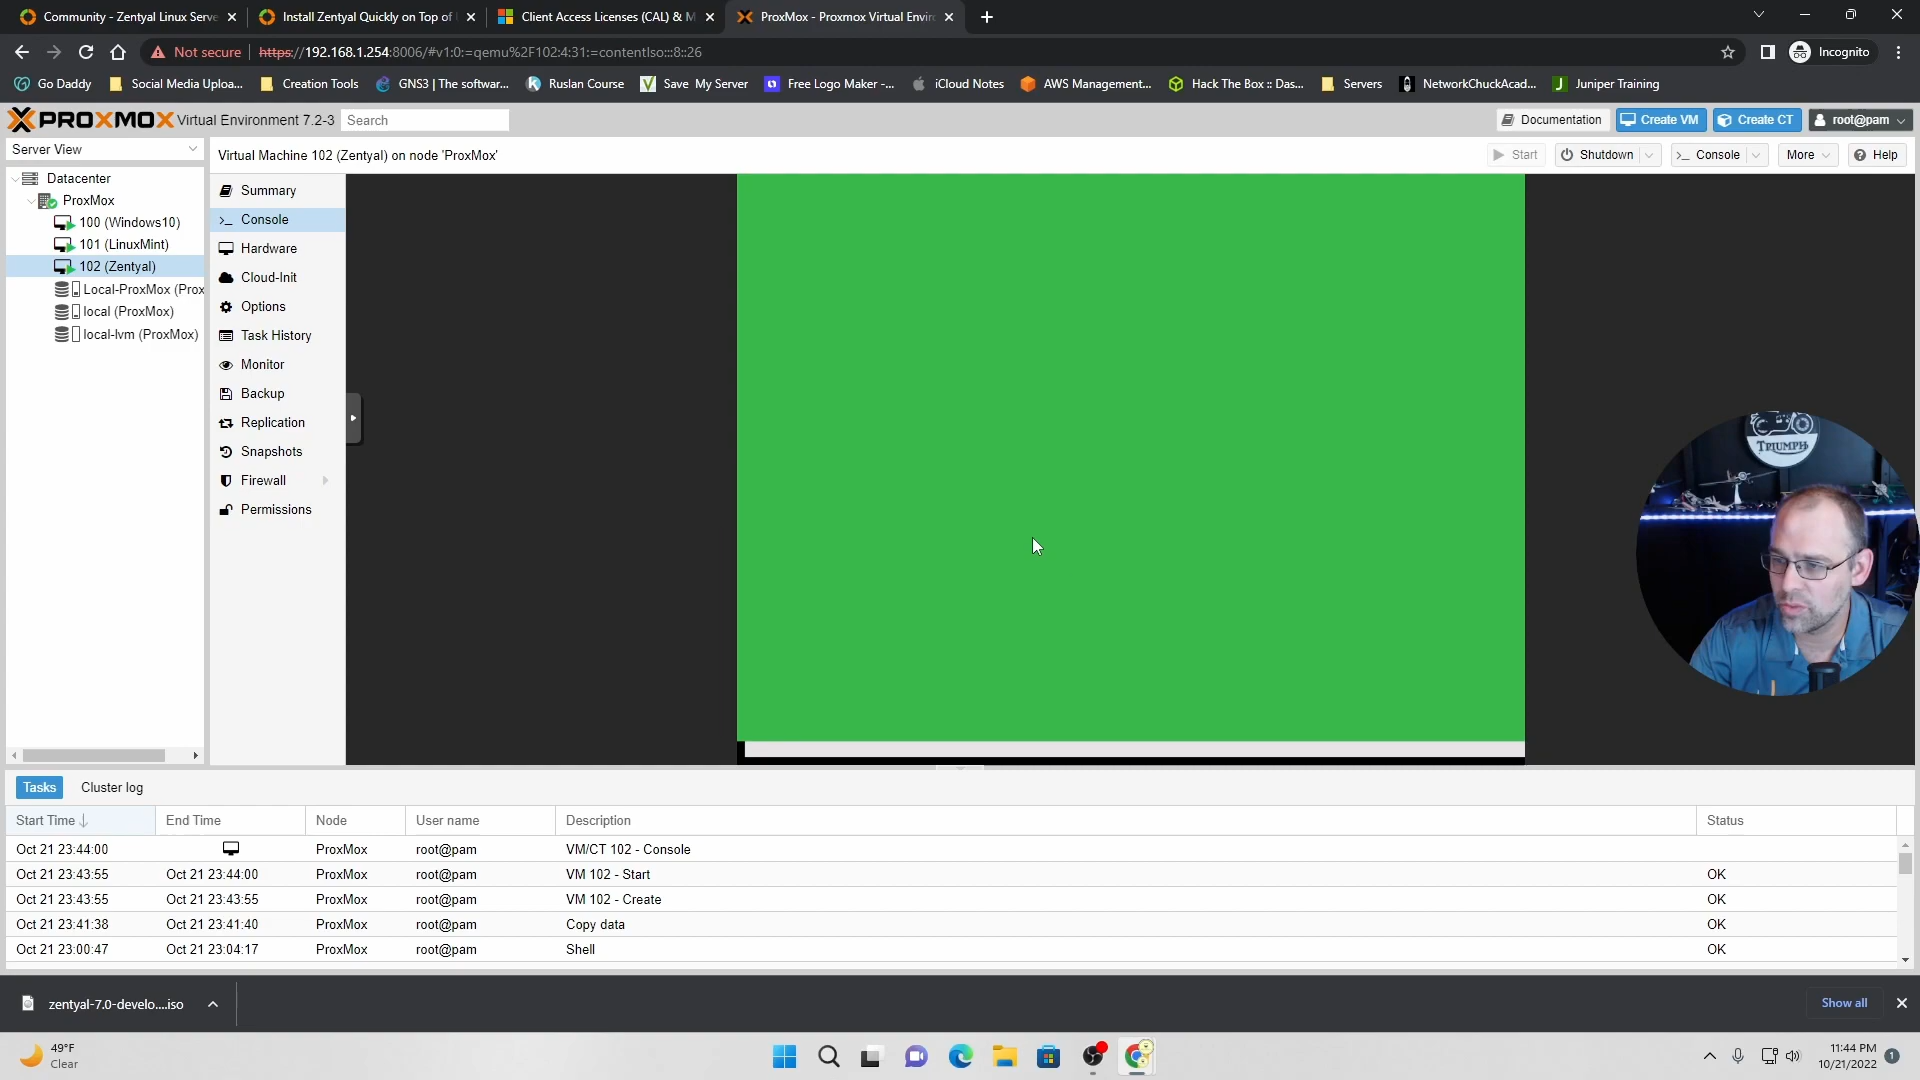 Community - Zentyal Linux Serve
Install Zentyal Quickly on Top of
Client Access Licenses (CAL) & M
ProxMox - Proxmox Virtual Enviro
Not secure
https://192.168.1.254:8006/#v1:0:=qemu%2F102:4:31:=contentIso:::8::26
Incognito
Go Daddy
Social Media Uploa...
Creation Tools
GNS3 | The softwar...
Ruslan Course
Save My Server
Free Logo Maker -...
iCloud Notes
AWS Management...
Hack The Box :: Das...
Servers
NetworkChuckAcad...
Juniper Training
PROXMOX Virtual Environment 7.2-3
Search
Documentation
Create VM
Create CT
root@pam
Server View
Virtual Machine 102 (Zentyal) on node 'ProxMox'
Start
Shutdown
Console
More
Help
Datacenter
ProxMox
100 (Windows10)
101 (LinuxMint)
102 (Zentyal)
Local-ProxMox (Prox
local (ProxMox)
local-lvm (ProxMox)
Summary
Console
Hardware
Cloud-Init
Options
Task History
Monitor
Backup
Replication
Snapshots
Firewall
Permissions
TRIUMPH
Tasks
Cluster log
Start Time
End Time
Node
User name
Description
Status
Oct 21 23:44:00 ProxMox root@pam VM/CT 102 - Console
Oct 21 23:43:55 Oct 21 23:44:00 ProxMox root@pam VM 102 - Start OK
Oct 21 23:43:55 Oct 21 23:43:55 ProxMox root@pam VM 102 - Create OK
Oct 21 23:41:38 Oct 21 23:41:40 ProxMox root@pam Copy data OK
Oct 21 23:00:47 Oct 21 23:04:17 ProxMox root@pam Shell OK
zentyal-7.0-develo....iso
Show all
49°F
Clear
11:44 PM
10/21/2022
1